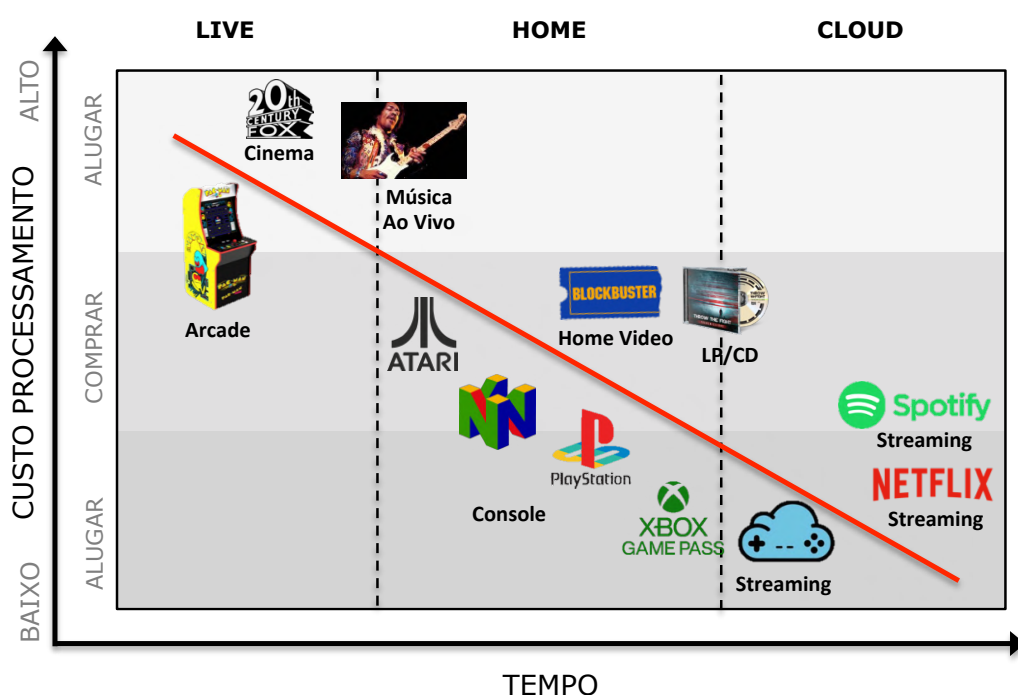 LIVE
HOME
CLOUD
ALTO
CUSTO PROCESSAMENTO
BAIXO
ALUGAR
COMPRAR
ALUGAR
20th
CENTURY
FOX
Cinema
Música
Ao Vivo
Arcade
ATARI
BLOCKBUSTER
Home Video
LP/CD
PlayStation
Console
XBOX
GAME PASS
Streaming
Spotify
Streaming
NETFLIX
Streaming
TEMPO